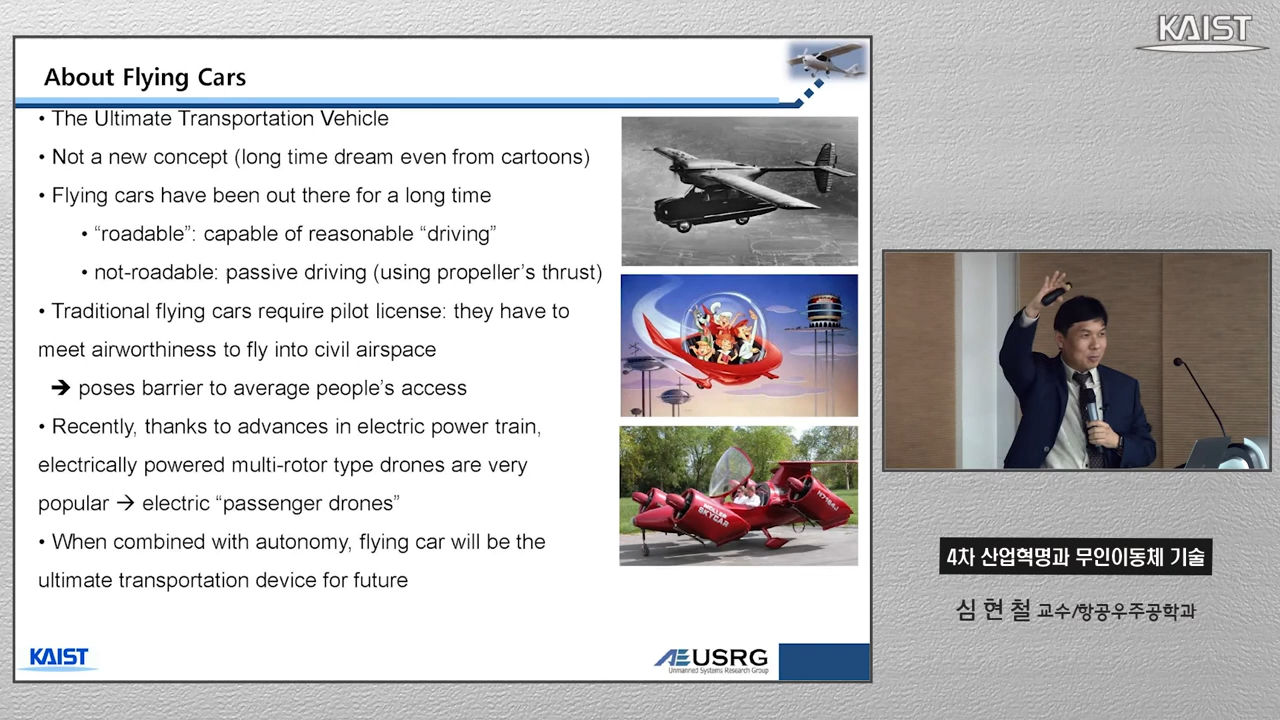 KAIST
About Flying Cars
• The Ultimate Transportation Vehicle
• Not a new concept (long time dream even from cartoons)
• Flying cars have been out there for a long time
• “roadable”: capable of reasonable “driving”
• not-roadable: passive driving (using propeller’s thrust)
• Traditional flying cars require pilot license: they have to
meet airworthiness to fly into civil airspace
➔ poses barrier to average people’s access
• Recently, thanks to advances in electric power train,
electrically powered multi-rotor type drones are very
popular → electric “passenger drones”
• When combined with autonomy, flying car will be the
ultimate transportation device for future
MOLLER
SKYCAR
N7164J
KAIST
AE USRG
Unmanned Systems Research Group
4차 산업혁명과 무인이동체 기술
심현철 교수/항공우주공학과